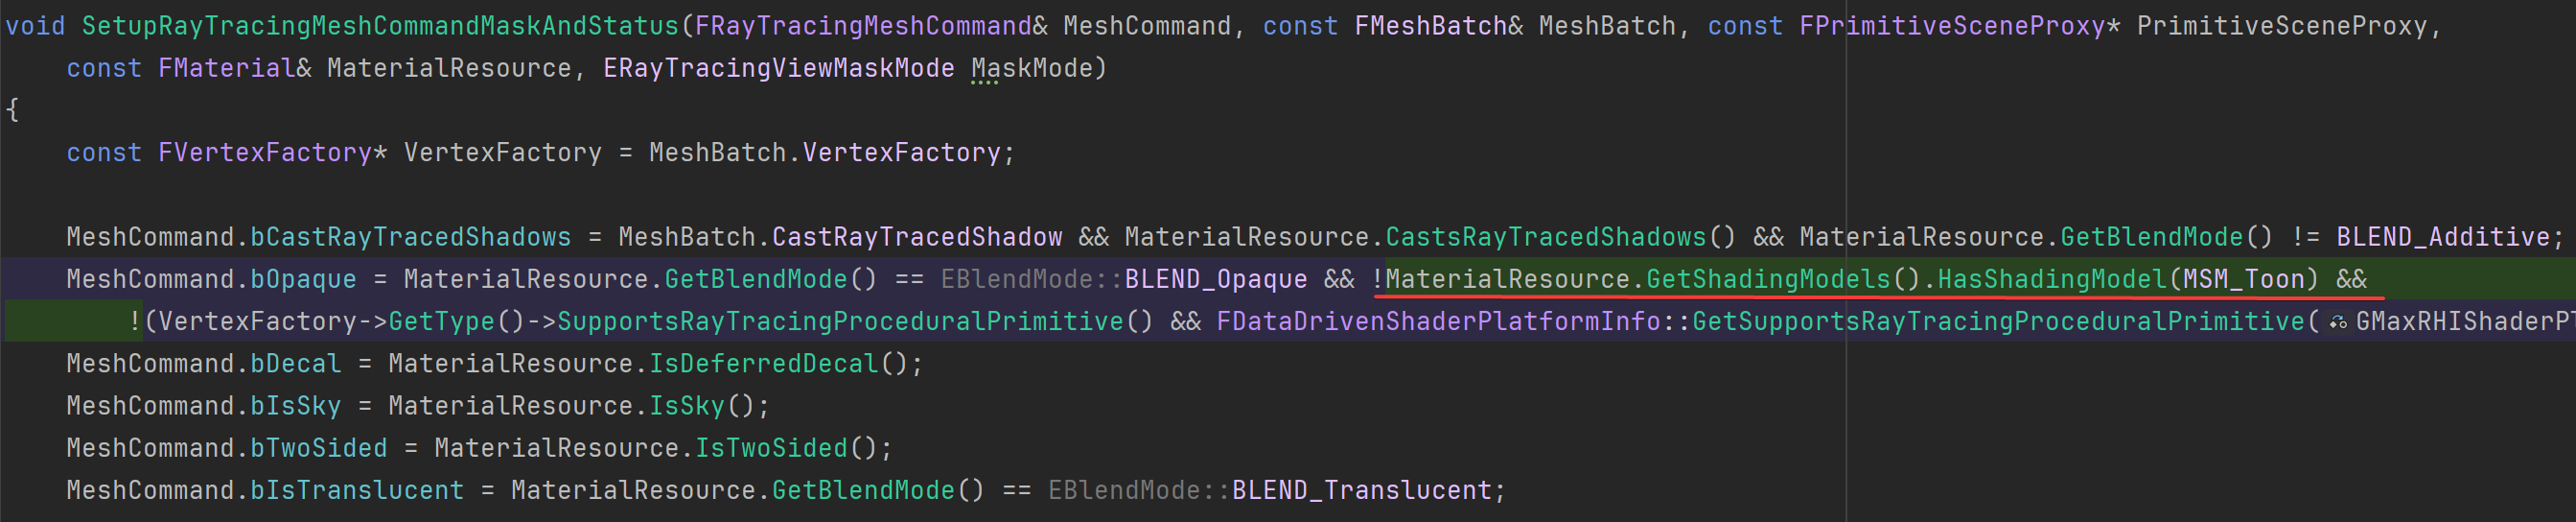 void SetupRayTracingMeshCommandMaskAndStatus(FRayTracingMeshCommand& MeshCommand, const FMeshBatch& MeshBatch, const FPrimitiveSceneProxy* PrimitiveSceneProxy,
    const FMaterial& MaterialResource, ERayTracingViewMaskMode MaskMode)
{
    const FVertexFactory* VertexFactory = MeshBatch.VertexFactory;
    MeshCommand.bCastRayTracedShadows = MeshBatch.CastRayTracedShadow && MaterialResource.CastsRayTracedShadows() && MaterialResource.GetBlendMode() != BLEND_Additive;
    MeshCommand.bOpaque = MaterialResource.GetBlendMode() == EBlendMode::BLEND_Opaque && !MaterialResource.GetShadingModels().HasShadingModel(MSM_Toon) &&
        !(VertexFactory->GetType()->SupportsRayTracingProceduralPrimitive() && FDataDrivenShaderPlatformInfo::GetSupportsRayTracingProceduralPrimitive(
    MeshCommand.bDecal = MaterialResource.IsDeferredDecal();
    MeshCommand.bIsSky = MaterialResource.IsSky();
    MeshCommand.bTwoSided = MaterialResource.IsTwoSided();
    MeshCommand.bIsTranslucent = MaterialResource.GetBlendMode() == EBlendMode::BLEND_Translucent;